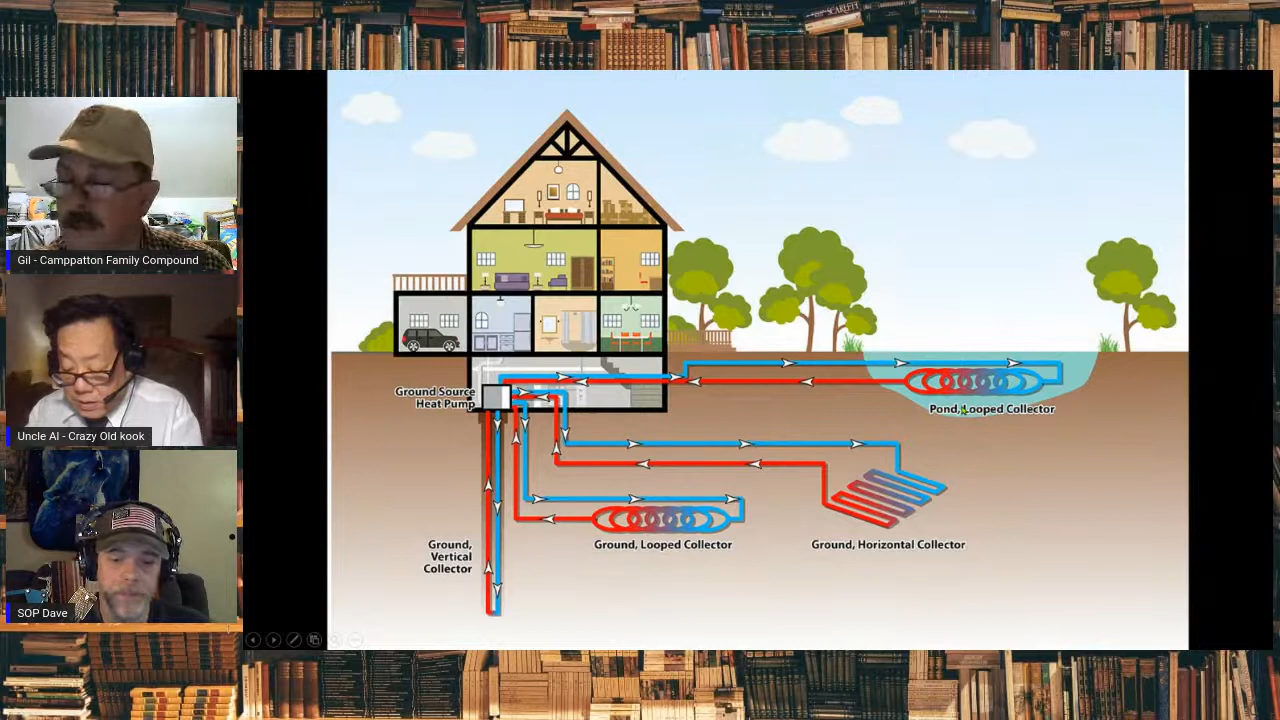 SCARLETT
Gil - Camppatton Family Compound
Uncle Al - Crazy Old kook
SOP Dave
Ground Source
Heat Pump
Pond, Looped Collector
Ground,
Vertical
Collector
Ground, Looped Collector
Ground, Horizontal Collector